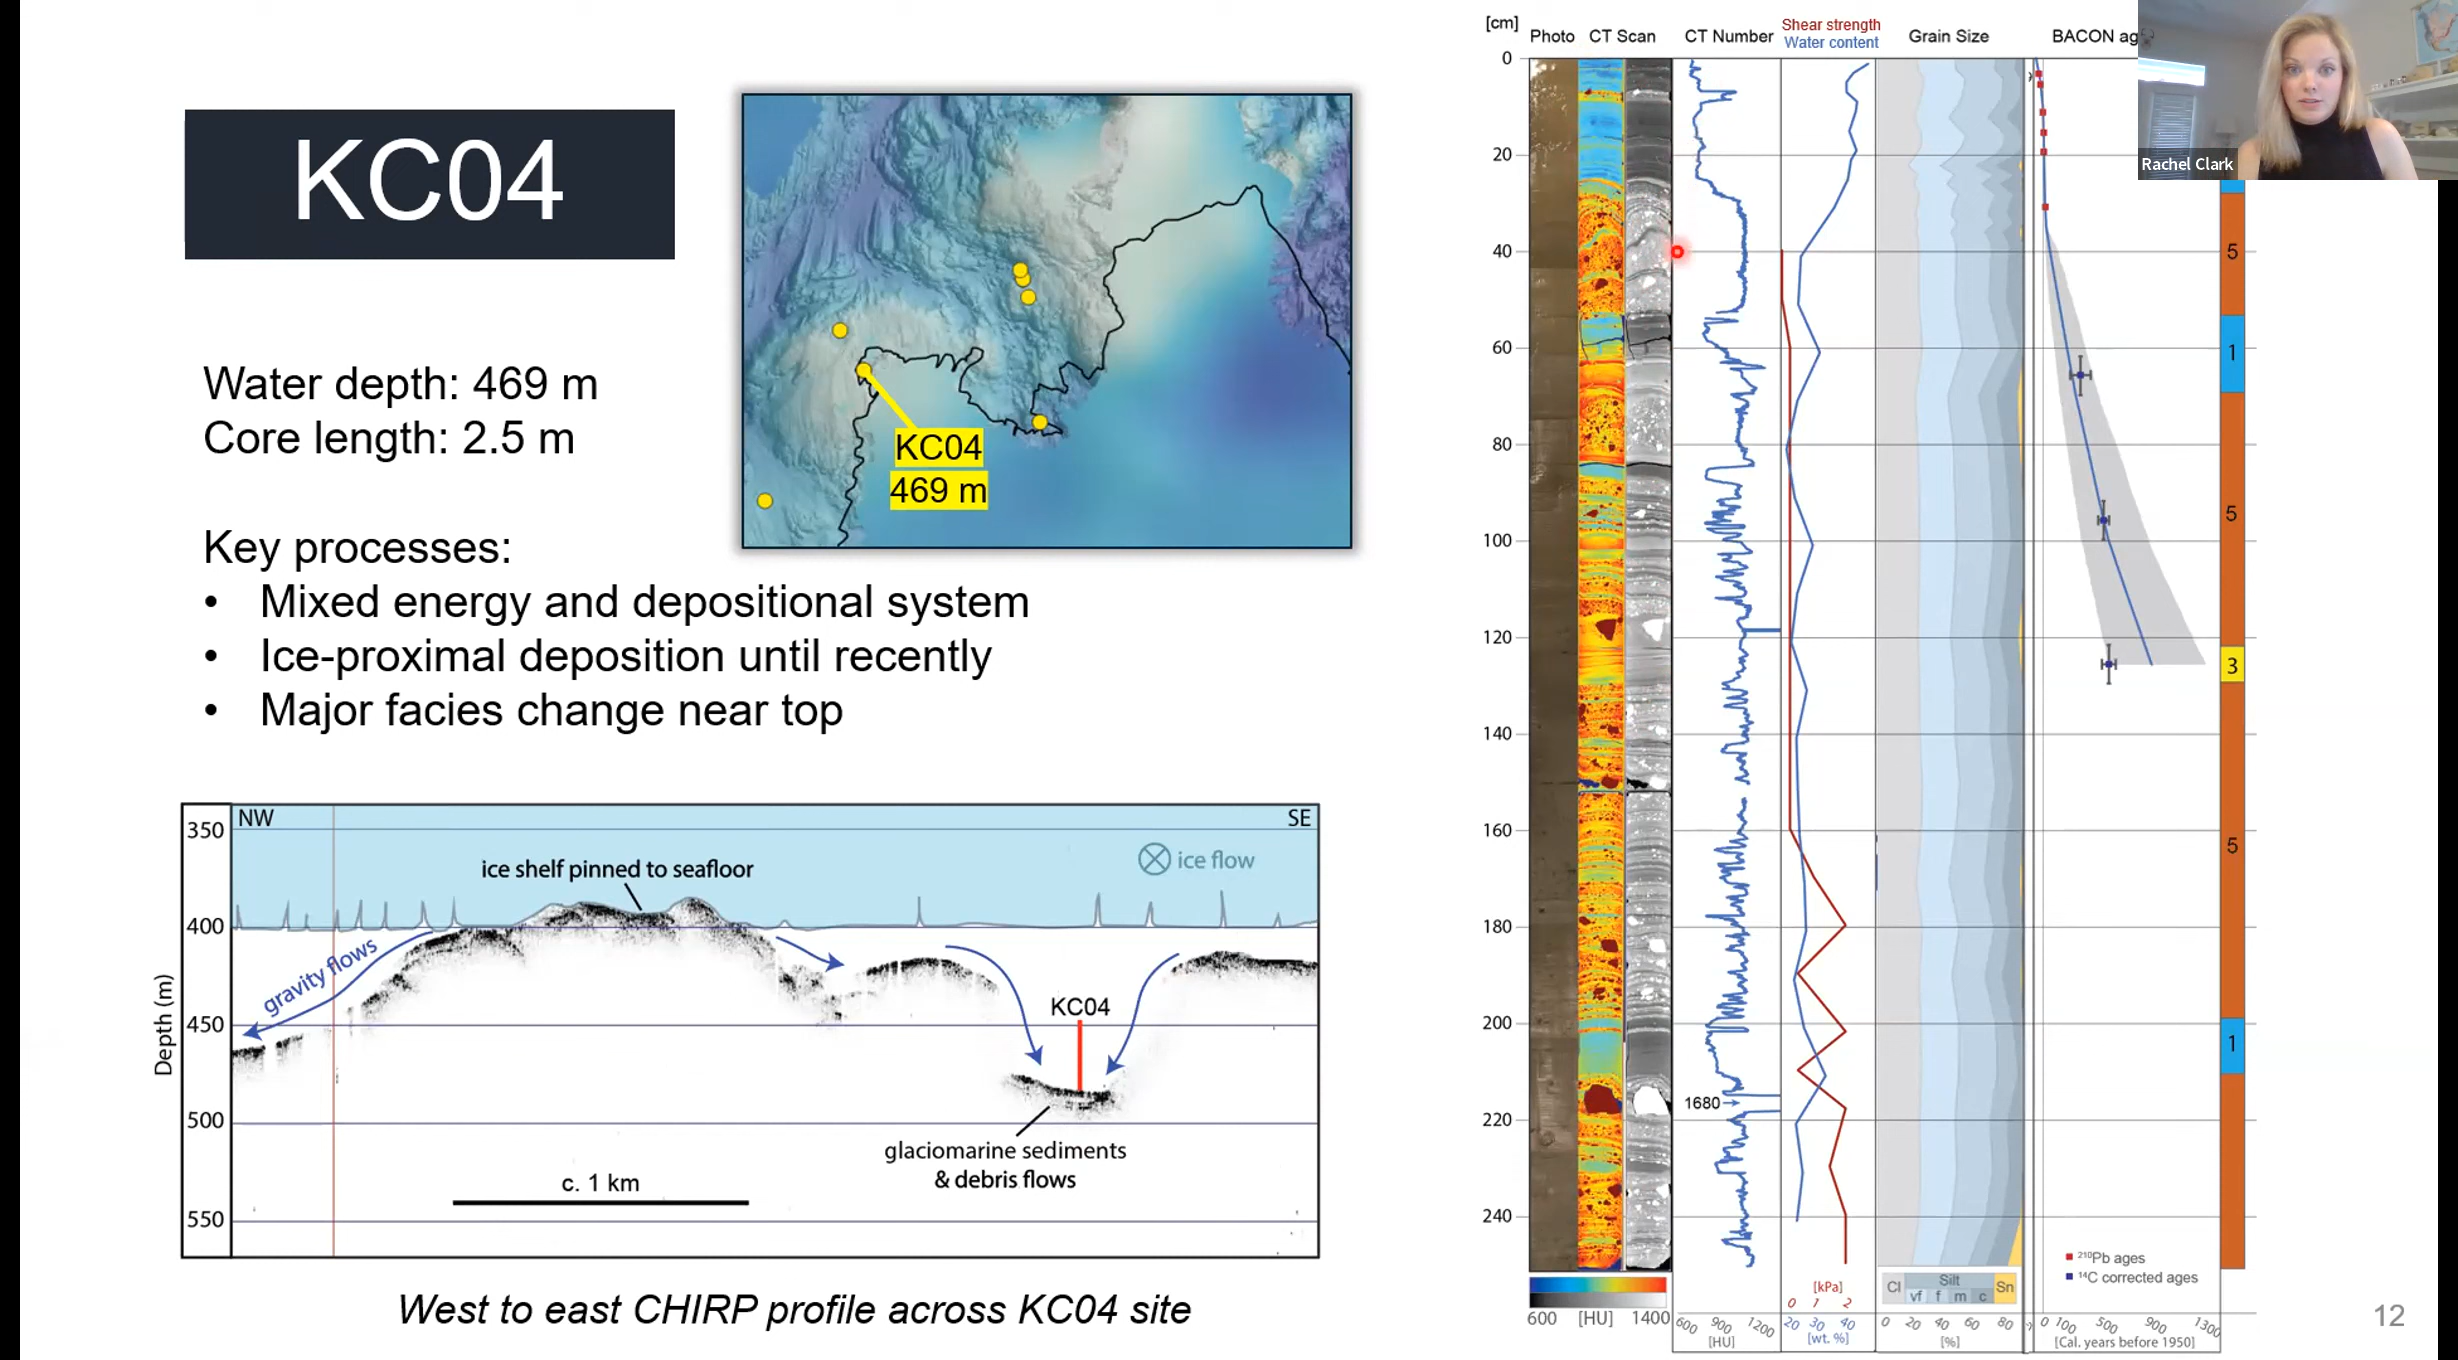 KC04
Water depth: 469 m
Core length: 2.5 m
Key processes:
• Mixed energy and depositional system
• Ice-proximal deposition until recently
• Major facies change near top
KC04
469 m
NW
SE
350
400
450
500
550
Depth (m)
ice shelf pinned to seafloor
ice flow
gravity flows
KC04
glaciomarine sediments
& debris flows
c. 1 km
West to east CHIRP profile across KC04 site
[cm]
Photo
CT Scan
CT Number
Shear strength
Water content
Grain Size
BACON ag
Rachel Clark
0
20
40
60
80
100
120
140
160
180
200
220
240
1680
5
1
5
3
5
1
210Pb ages
14C corrected ages
Cl
Silt
vf f m c
Sn
600 [HU] 1400
600 900 1200
[HU]
[kPa]
0 1 2
20 30 40
[wt. %]
0 20 40 60 80
[%]
0 100 500 900 1300
[Cal. years before 1950]
12